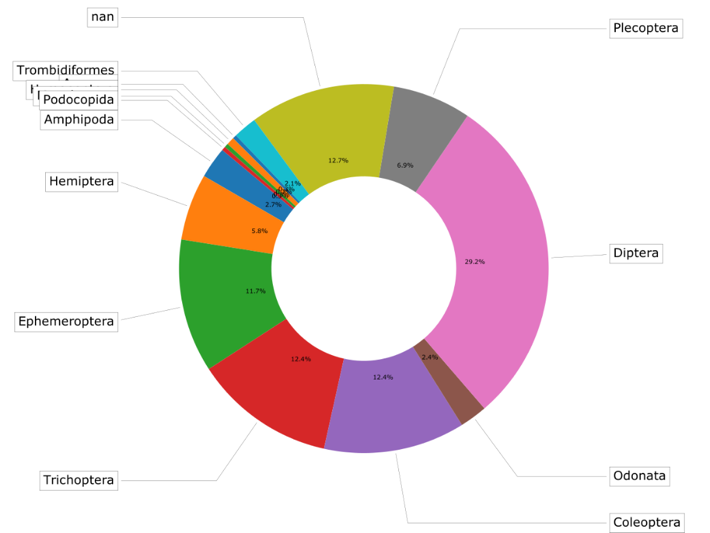 nan
Plecoptera
Trombidiformes
Podocopida
Amphipoda
12.7%
6.9%
2.1%
2.7%
Hemiptera
5.8%
Diptera
29.2%
Ephemeroptera
11.7%
12.4%
12.4%
2.4%
Trichoptera
Odonata
Coleoptera